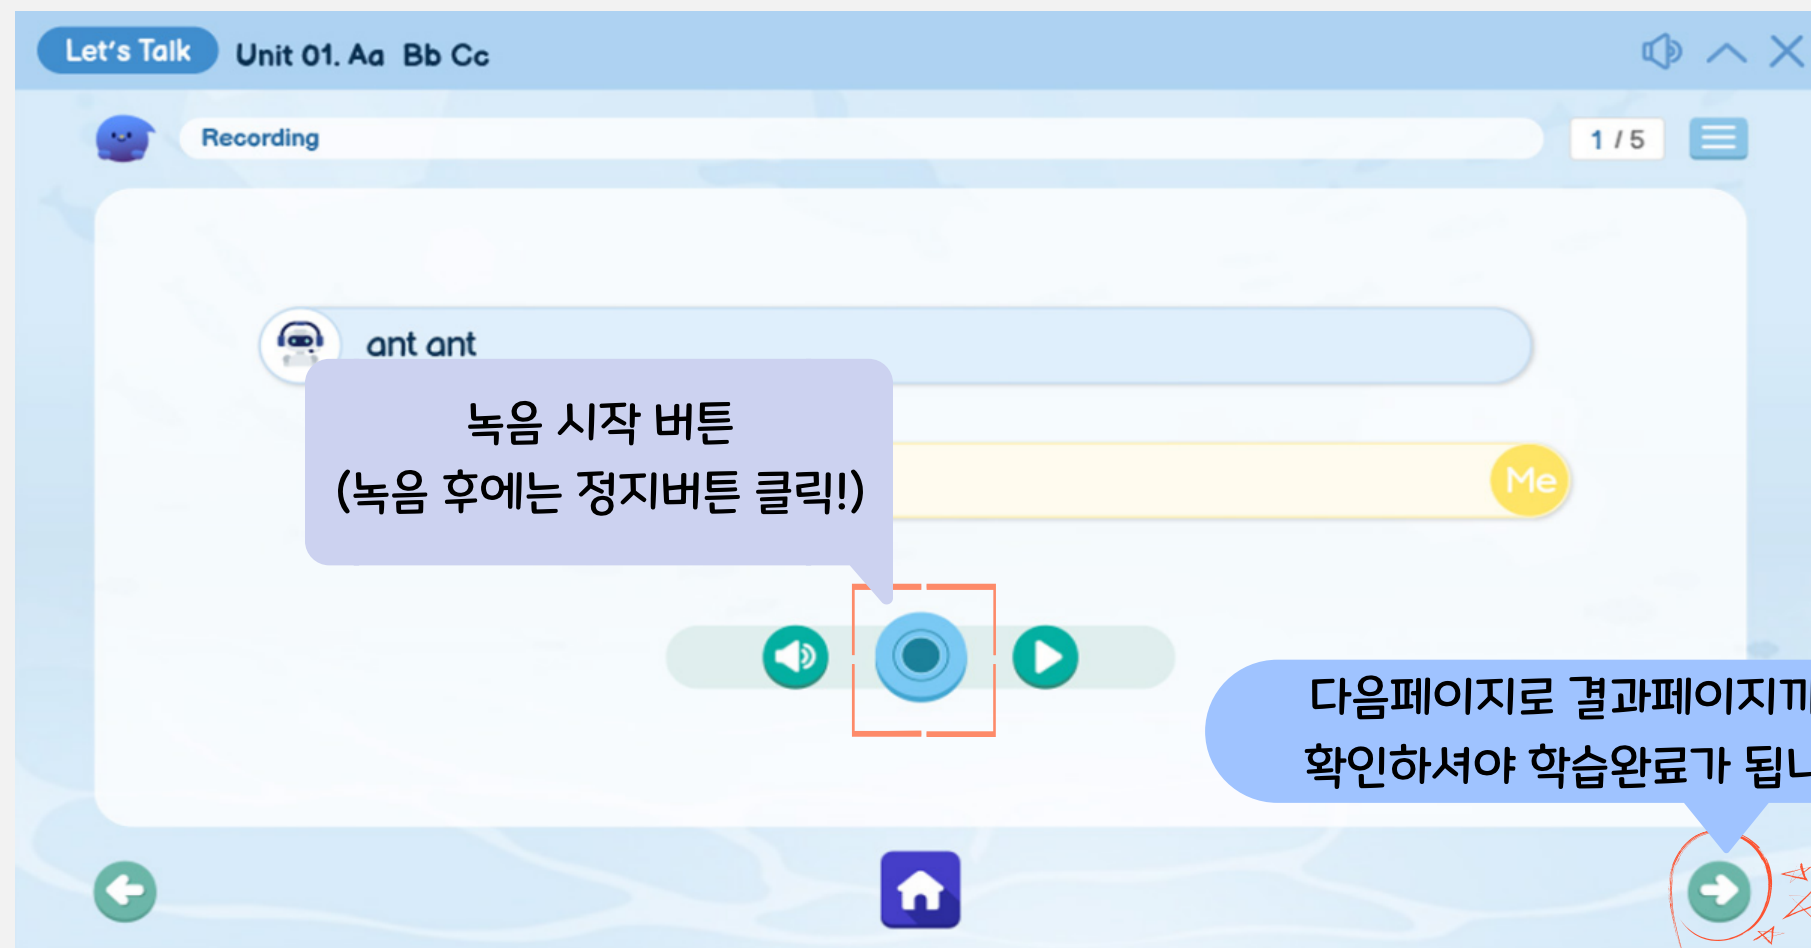 Let's Talk Unit 01. Aa Bb Cc
Recording
1 / 5
ant ant
녹음 시작 버튼
(녹음 후에는 정지버튼 클릭!)
Me
다음페이지로 결과페이지까
확인하셔야 학습완료가